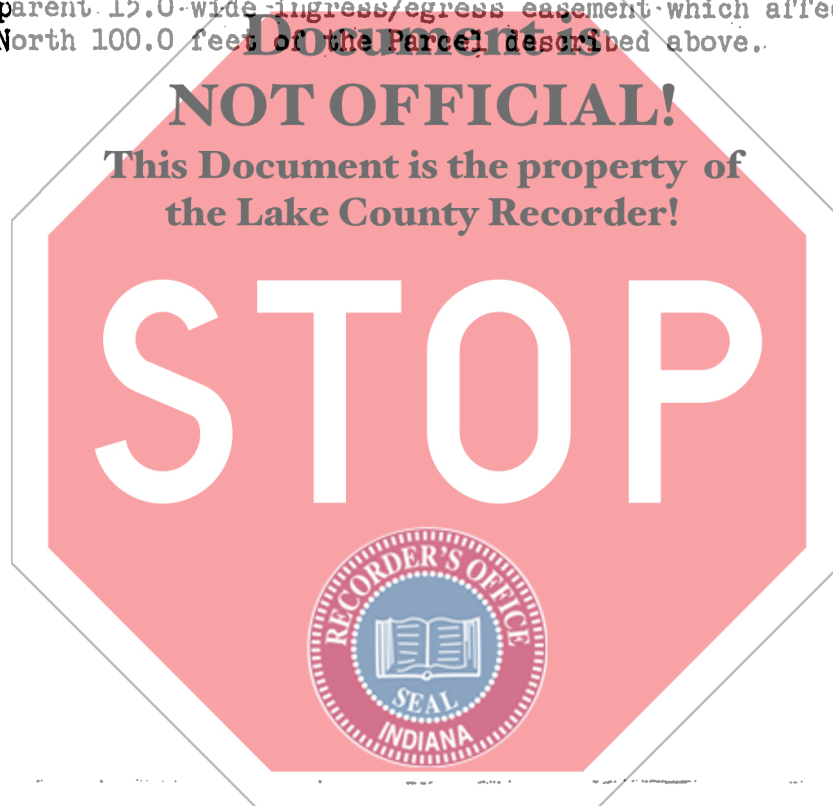 parent 15.0 wide ingress/egress easement which affec
North 100.0 feet of the Parcel described above.
Document is
NOT OFFICIAL!
This Document is the property of
the Lake County Recorder!
STOP
RECORDER'S OFFICE
SEAL
INDIANA